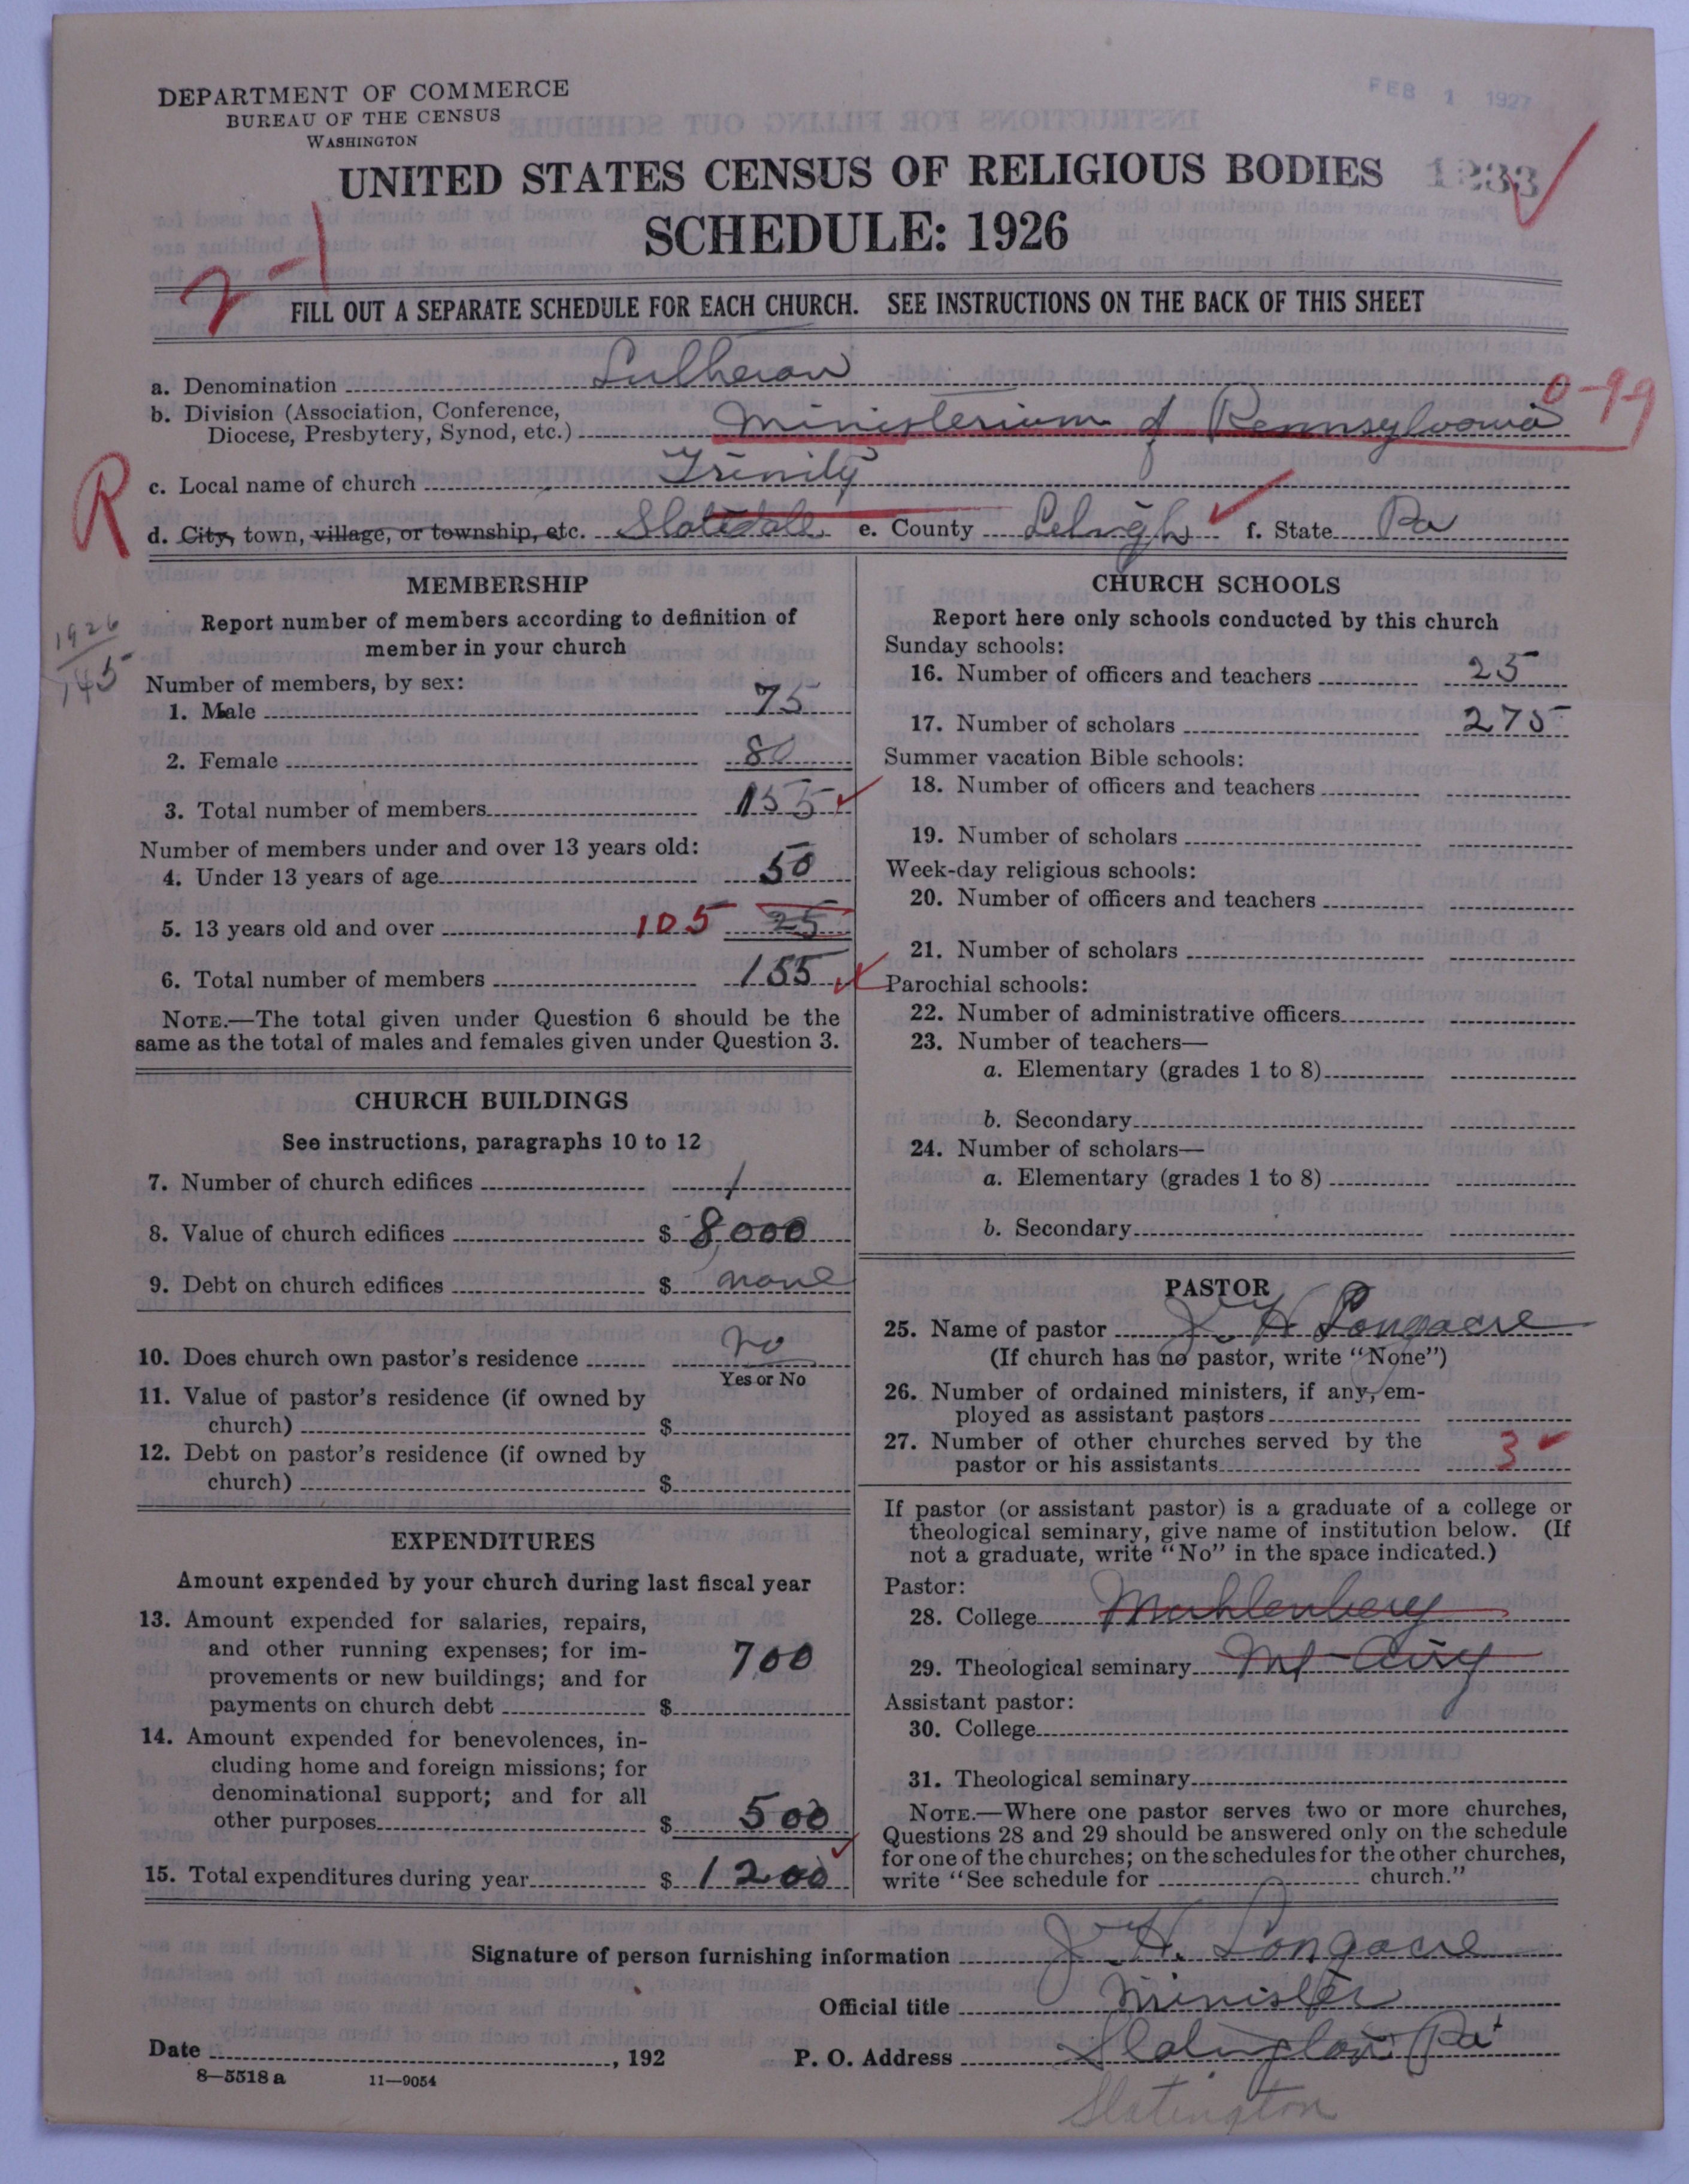 DEPARTMENT OF COMMERCE
BUREAU OF THE CENSUS
WASHINGTON
FEB 1 1927
UNITED STATES CENSUS OF RELIGIOUS BODIES
1233
SCHEDULE: 1926
2-1
FILL OUT A SEPARATE SCHEDULE FOR EACH CHURCH. SEE INSTRUCTIONS ON THE BACK OF THIS SHEET
a. Denomination Lutheran
0-99
b. Division (Association, Conference,
Diocese, Presbytery, Synod, etc.) Ministerium of Pennsylvania
R
c. Local name of church Trinity
d. City, town, village, or township, etc. Slatedale e. County Lehigh f. State Pa
MEMBERSHIP
Report number of members according to definition of
member in your church
1926
145
Number of members, by sex:
1. Male 75
2. Female 80
3. Total number of members 155
Number of members under and over 13 years old:
4. Under 13 years of age 50
5. 13 years old and over 105 25
6. Total number of members 155
NOTE.—The total given under Question 6 should be the
same as the total of males and females given under Question 3.
CHURCH BUILDINGS
See instructions, paragraphs 10 to 12
7. Number of church edifices 1
8. Value of church edifices $ 8,000
9. Debt on church edifices $ none
10. Does church own pastor's residence no
Yes or No
11. Value of pastor's residence (if owned by
church) $
12. Debt on pastor's residence (if owned by
church) $
EXPENDITURES
Amount expended by your church during last fiscal year
13. Amount expended for salaries, repairs,
and other running expenses; for im-
provements or new buildings; and for
payments on church debt $ 700
14. Amount expended for benevolences, in-
cluding home and foreign missions; for
denominational support; and for all
other purposes $ 500
15. Total expenditures during year $ 1200
CHURCH SCHOOLS
Report here only schools conducted by this church
Sunday schools:
16. Number of officers and teachers 25
17. Number of scholars 275
Summer vacation Bible schools:
18. Number of officers and teachers
19. Number of scholars
Week-day religious schools:
20. Number of officers and teachers
21. Number of scholars
Parochial schools:
22. Number of administrative officers
23. Number of teachers—
a. Elementary (grades 1 to 8)
b. Secondary
24. Number of scholars—
a. Elementary (grades 1 to 8)
b. Secondary
PASTOR
25. Name of pastor J. H. Longacre
(If church has no pastor, write "None")
26. Number of ordained ministers, if any, em-
ployed as assistant pastors
27. Number of other churches served by the
pastor or his assistants 3
If pastor (or assistant pastor) is a graduate of a college or
theological seminary, give name of institution below. (If
not a graduate, write "No" in the space indicated.)
Pastor:
28. College Muhlenberg
29. Theological seminary Mt Airy
Assistant pastor:
30. College
31. Theological seminary
NOTE.—Where one pastor serves two or more churches,
Questions 28 and 29 should be answered only on the schedule
for one of the churches; on the schedules for the other churches,
write "See schedule for church."
Signature of person furnishing information J. H. Longacre
Official title Minister
Date , 192
P. O. Address Slatington Pa
8—5518 a 11—9054
Slatington